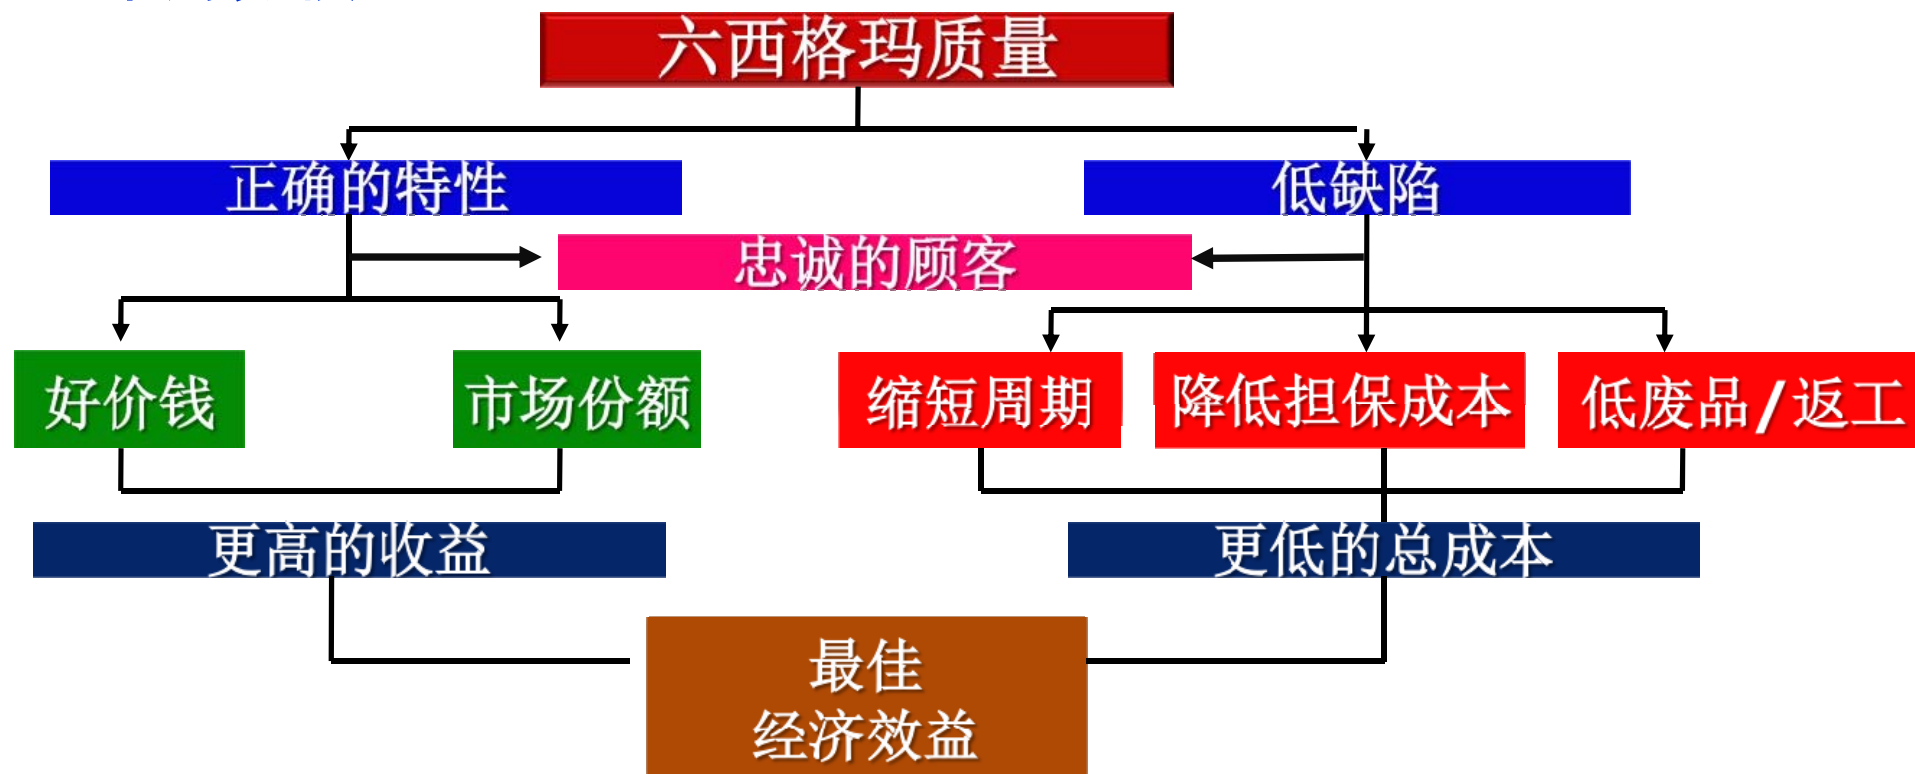 六西格玛质量
正确的特性
低缺陷
忠诚的顾客
好价钱
市场份额
缩短周期
降低担保成本
低废品/返工
更高的收益
更低的总成本
最佳
经济效益